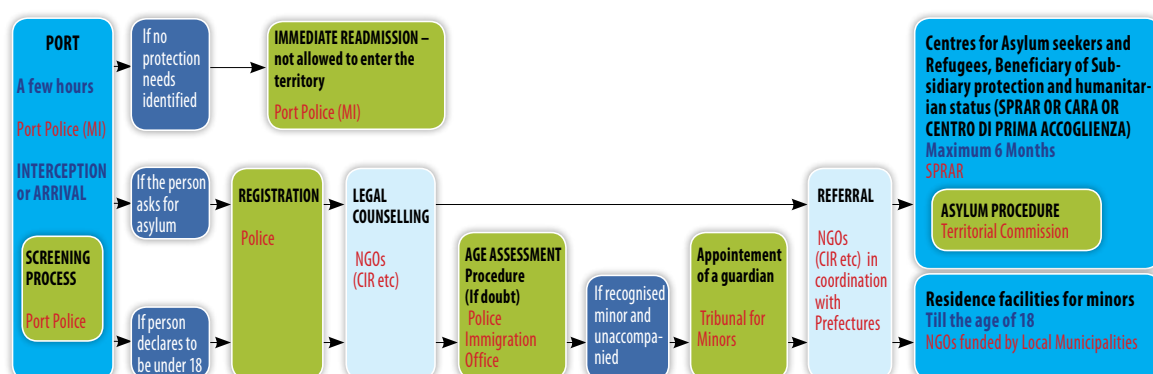 PORT
A few hours
Port Police (MI)
INTERCEPTION
or ARRIVAL
SCREENING
PROCESS
Port Police
If no
protection
needs
identified
IMMEDIATE READMISSION –
not allowed to enter the
territory
Port Police (MI)
If the person
asks for
asylum
REGISTRATION
Police
LEGAL
COUNSELLING
NGOs
(CIR etc)
If person
declares to
be under 18
AGE ASSESSMENT
Procedure
(If doubt)
Police
Immigration
Office
If recognised
minor and
unaccompa-
nied
Appointement
of a guardian
Tribunal for
Minors
REFERRAL
NGOs
(CIR etc) in
coordination
with
Prefectures
Centres for Asylum seekers and
Refugees, Beneficiary of Sub-
sidiary protection and humanitar-
ian status (SPRAR OR CARA OR
CENTRO DI PRIMA ACCOGLIENZA)
Maximum 6 Months
SPRAR
ASYLUM PROCEDURE
Territorial Commission
Residence facilities for minors
Till the age of 18
NGOs funded by Local Municipalities